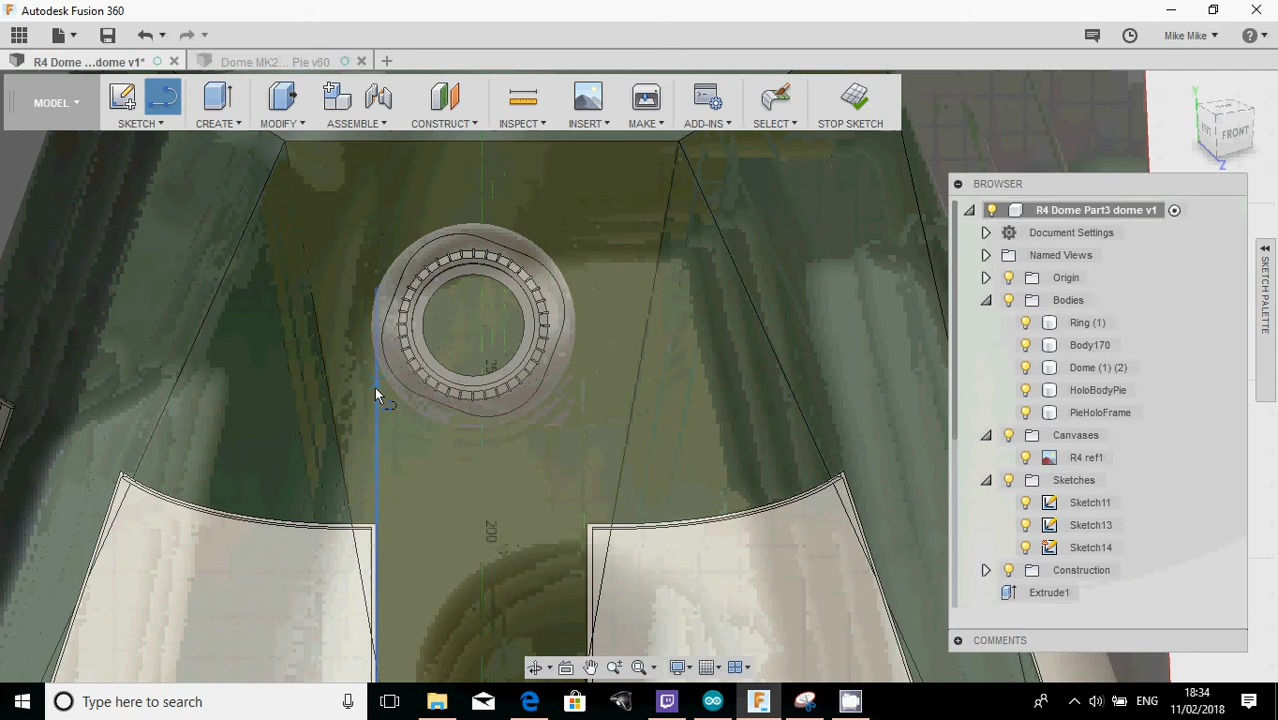 Autodesk Fusion 360
Mike Mike
R4 Dome ...dome v1*
Dome MK2... Pie v60
MODEL
SKETCH
CREATE
MODIFY
ASSEMBLE
CONSTRUCT
INSPECT
INSERT
MAKE
ADD-INS
SELECT
STOP SKETCH
Y
FRONT
Z
BROWSER
R4 Dome Part3 dome v1
Document Settings
Named Views
Origin
Bodies
Ring (1)
Body170
Dome (1) (2)
HoloBodyPie
PieHoloFrame
Canvases
R4 ref1
Sketches
Sketch11
Sketch13
Sketch14
Construction
Extrude1
COMMENTS
SKETCH PALETTE
200
Type here to search
ENG
18:34
11/02/2018